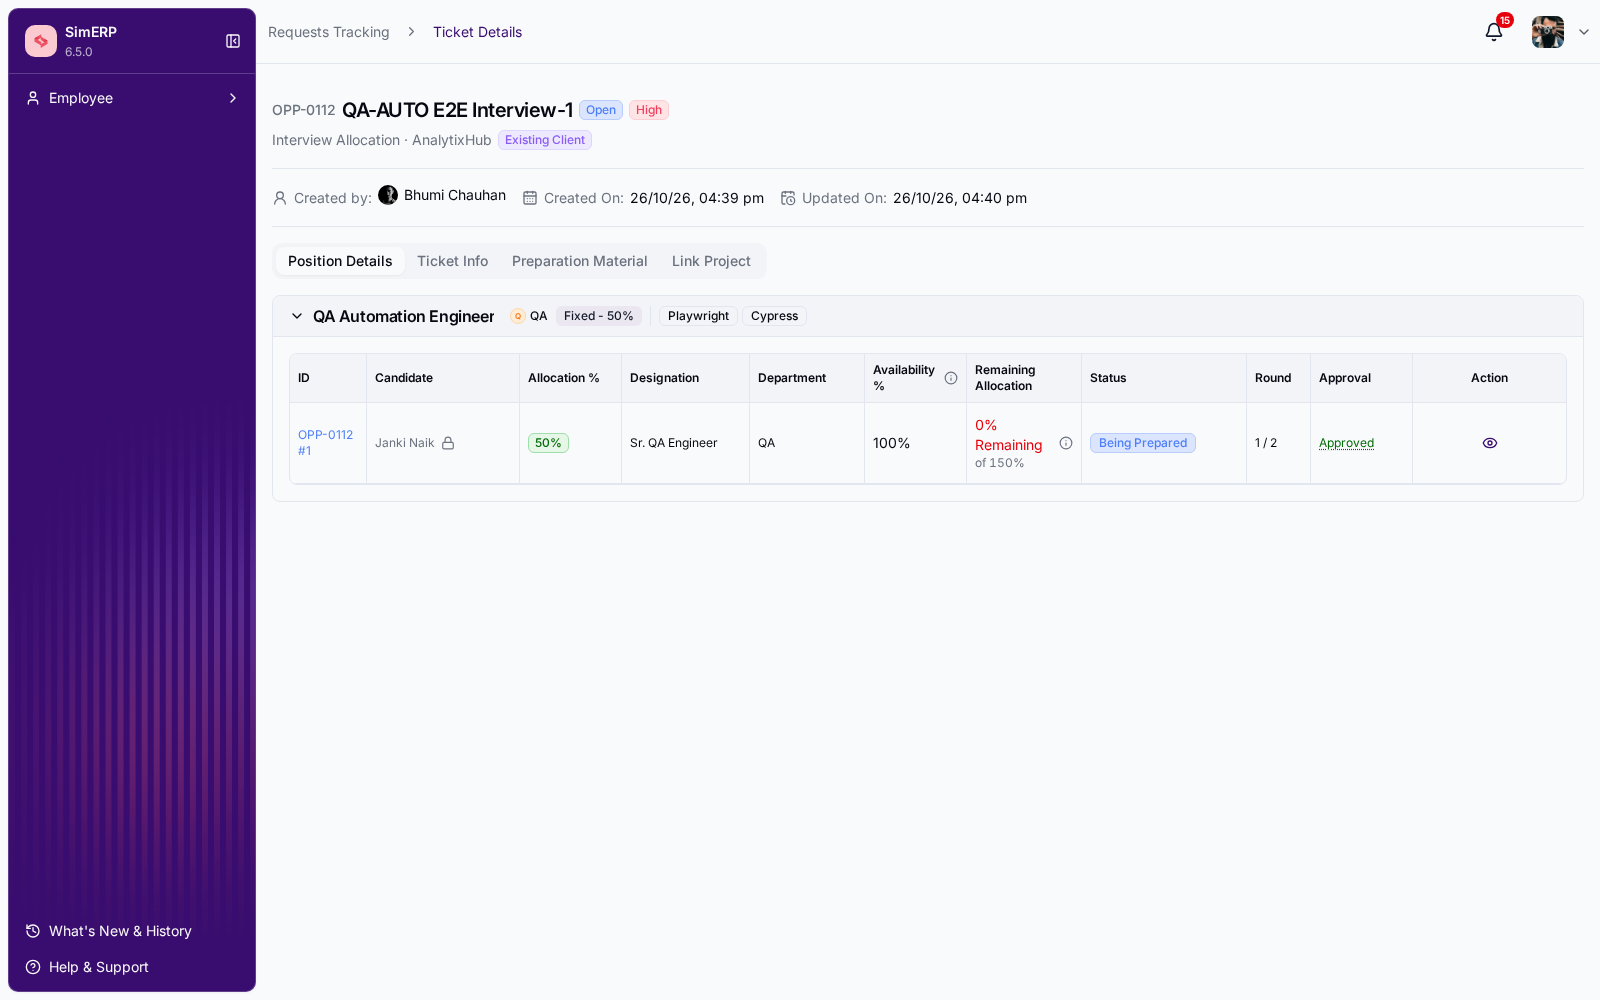 SimERP
6.5.0
Employee
What's New & History
Help & Support
Requests Tracking
Ticket Details
15
OPP-0112 QA-AUTO E2E Interview-1 Open High
Interview Allocation · AnalytixHub Existing Client
Created by: Bhumi Chauhan Created On: 26/10/26, 04:39 pm Updated On: 26/10/26, 04:40 pm
Position Details Ticket Info Preparation Material Link Project
QA Automation Engineer Q QA Fixed - 50% Playwright Cypress
ID
Candidate
Allocation %
Designation
Department
Availability
%
Remaining
Allocation
Status
Round
Approval
Action
OPP-0112
#1
Janki Naik
50%
Sr. QA Engineer
QA
100%
0%
Remaining
of 150%
Being Prepared
1 / 2
Approved